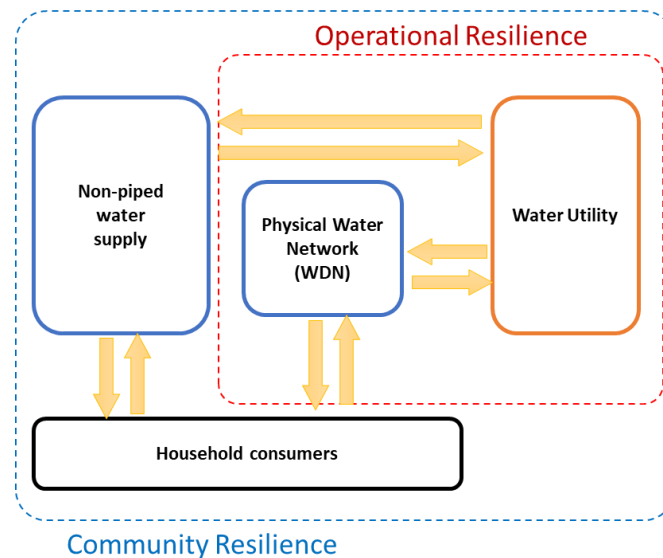 Operational Resilience
Non-piped
water
supply
Physical Water
Network
(WDN)
Water Utility
Household consumers
Community Resilience